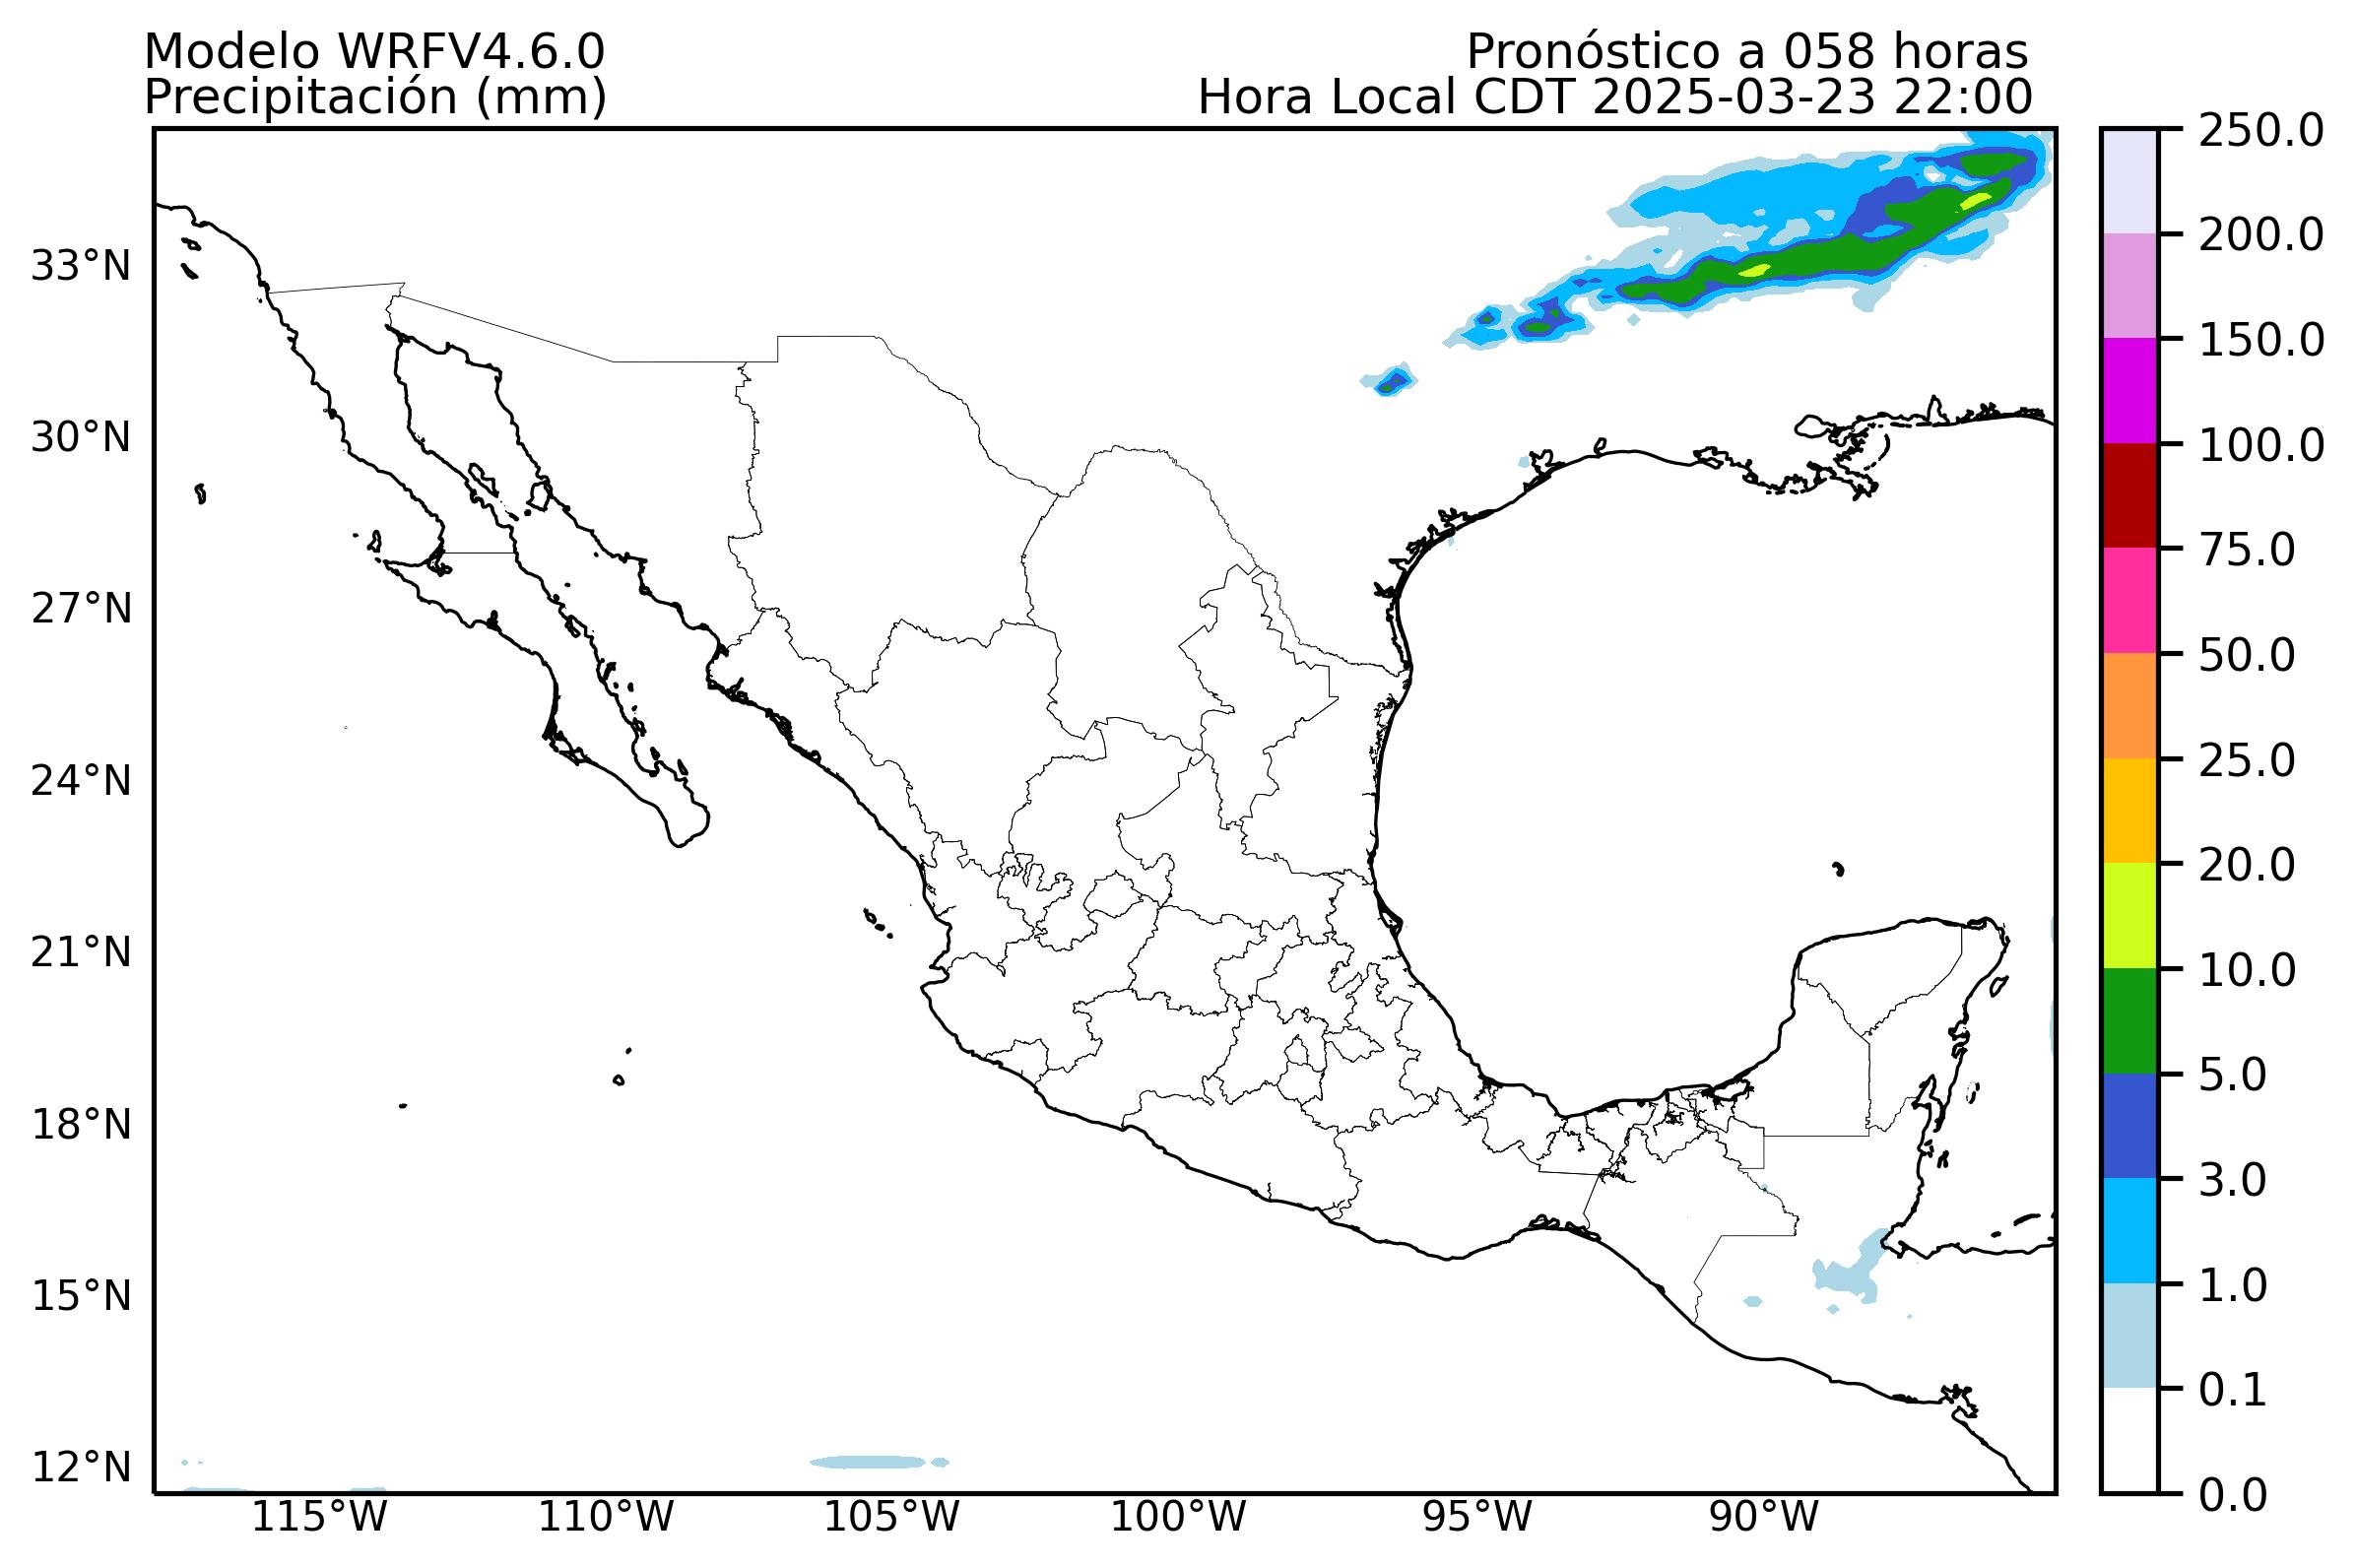 Modelo WRFV4.6.0
Pronóstico a 058 horas
Precipitación (mm)
Hora Local CDT 2025-03-23 22:00
33°N
30°N
27°N
24°N
21°N
18°N
15°N
12°N
115°W
110°W
105°W
100°W
95°W
90°W
250.0
200.0
150.0
100.0
75.0
50.0
25.0
20.0
10.0
5.0
3.0
1.0
0.1
0.0